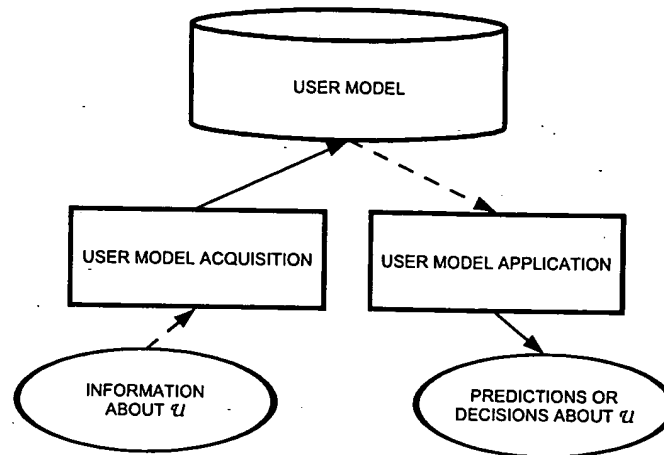 USER MODEL
USER MODEL ACQUISITION
USER MODEL APPLICATION
INFORMATION
ABOUT 𝒰
PREDICTIONS OR
DECISIONS ABOUT 𝒰